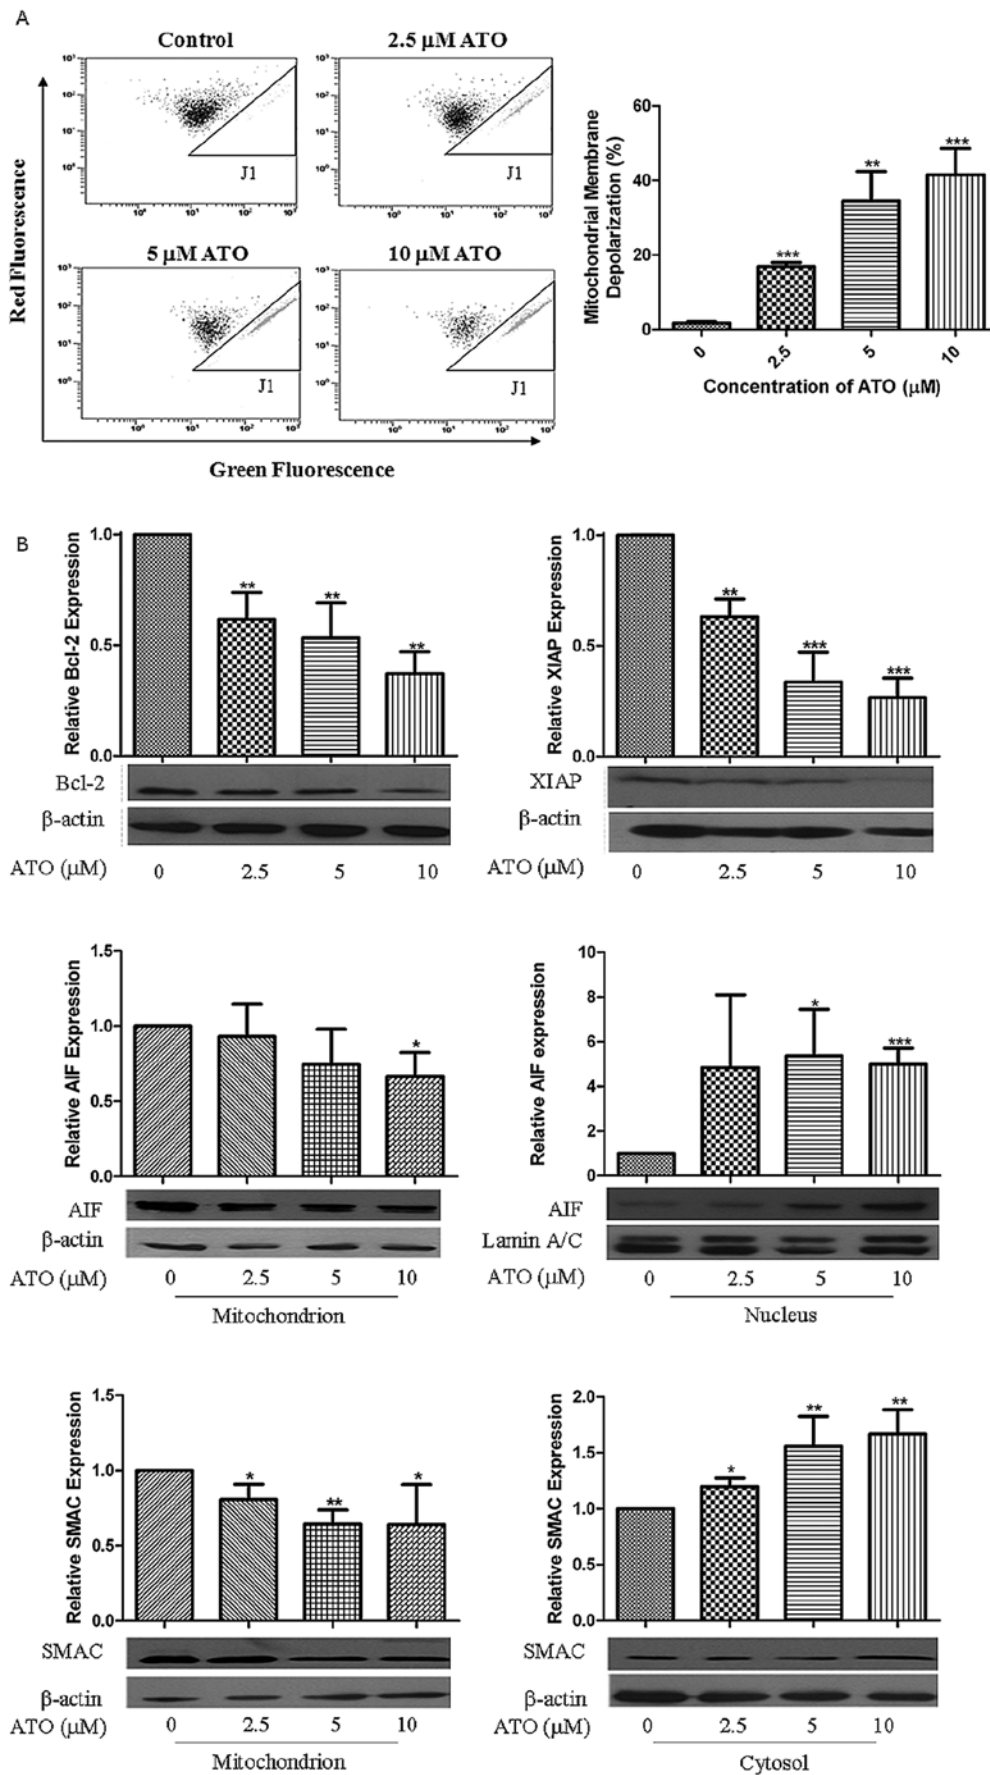 A
Control
2.5 µM ATO
J1
J1
5 µM ATO
10 µM ATO
J1
J1
Red Fluorescence
Green Fluorescence
Mitochondrial Membrane
Depolarization (%)
60
40
20
0
***
**
***
0 2.5 5 10
Concentration of ATO (µM)
B
Relative Bcl-2 Expression
1.0
0.5
0.0
** ** **
Bcl-2
β-actin
ATO (µM) 0 2.5 5 10
Relative XIAP Expression
1.0
0.5
0.0
** *** ***
XIAP
β-actin
ATO (µM) 0 2.5 5 10
Relative AIF Expression
1.5
1.0
0.5
0.0
*
AIF
β-actin
ATO (µM) 0 2.5 5 10
Mitochondrion
Relative AIF expression
10
8
6
4
2
0
* ***
AIF
Lamin A/C
ATO (µM) 0 2.5 5 10
Nucleus
Relative SMAC Expression
1.5
1.0
0.5
0.0
* ** *
SMAC
β-actin
ATO (µM) 0 2.5 5 10
Mitochondrion
Relative SMAC Expression
2.0
1.5
1.0
0.5
0.0
* ** **
SMAC
β-actin
ATO (µM) 0 2.5 5 10
Cytosol